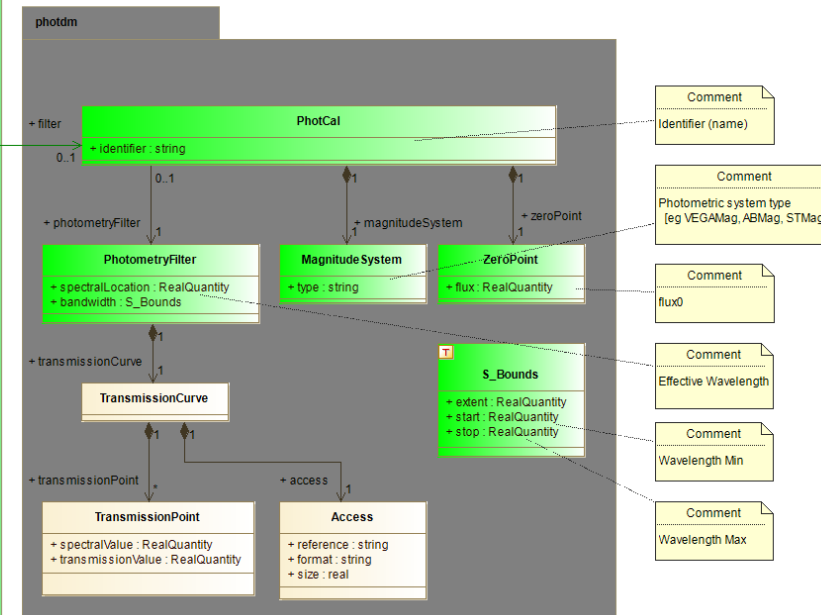 photdm
+ filter
0..1
PhotCal
+ identifier : string
Comment
Identifier (name)
0..1
1
1
+ photometryFilter
1
+ magnitudeSystem
1
+ zeroPoint
1
Comment
Photometric system type
[eg VEGAMag, ABMag, STMag
PhotometryFilter
+ spectralLocation : RealQuantity
+ bandwidth : S_Bounds
MagnitudeSystem
+ type : string
ZeroPoint
+ flux : RealQuantity
Comment
flux0
1
+ transmissionCurve
1
T
S_Bounds
+ extent : RealQuantity
+ start : RealQuantity
+ stop : RealQuantity
Comment
Effective Wavelength
TransmissionCurve
1
1
Comment
Wavelength Min
+ transmissionPoint
*
+ access
1
TransmissionPoint
+ spectralValue : RealQuantity
+ transmissionValue : RealQuantity
Access
+ reference : string
+ format : string
+ size : real
Comment
Wavelength Max